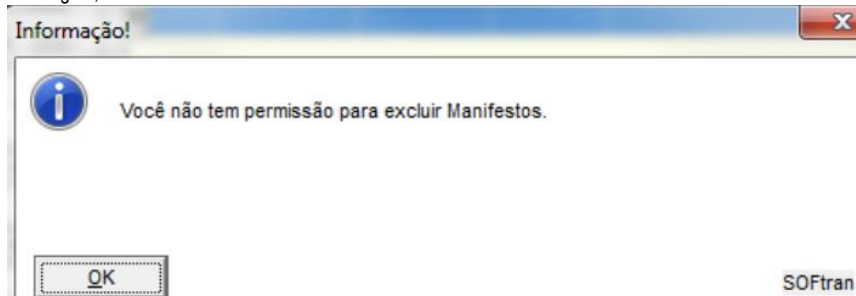 Informação!
Você não tem permissão para excluir Manifestos.
OK
SOFtran